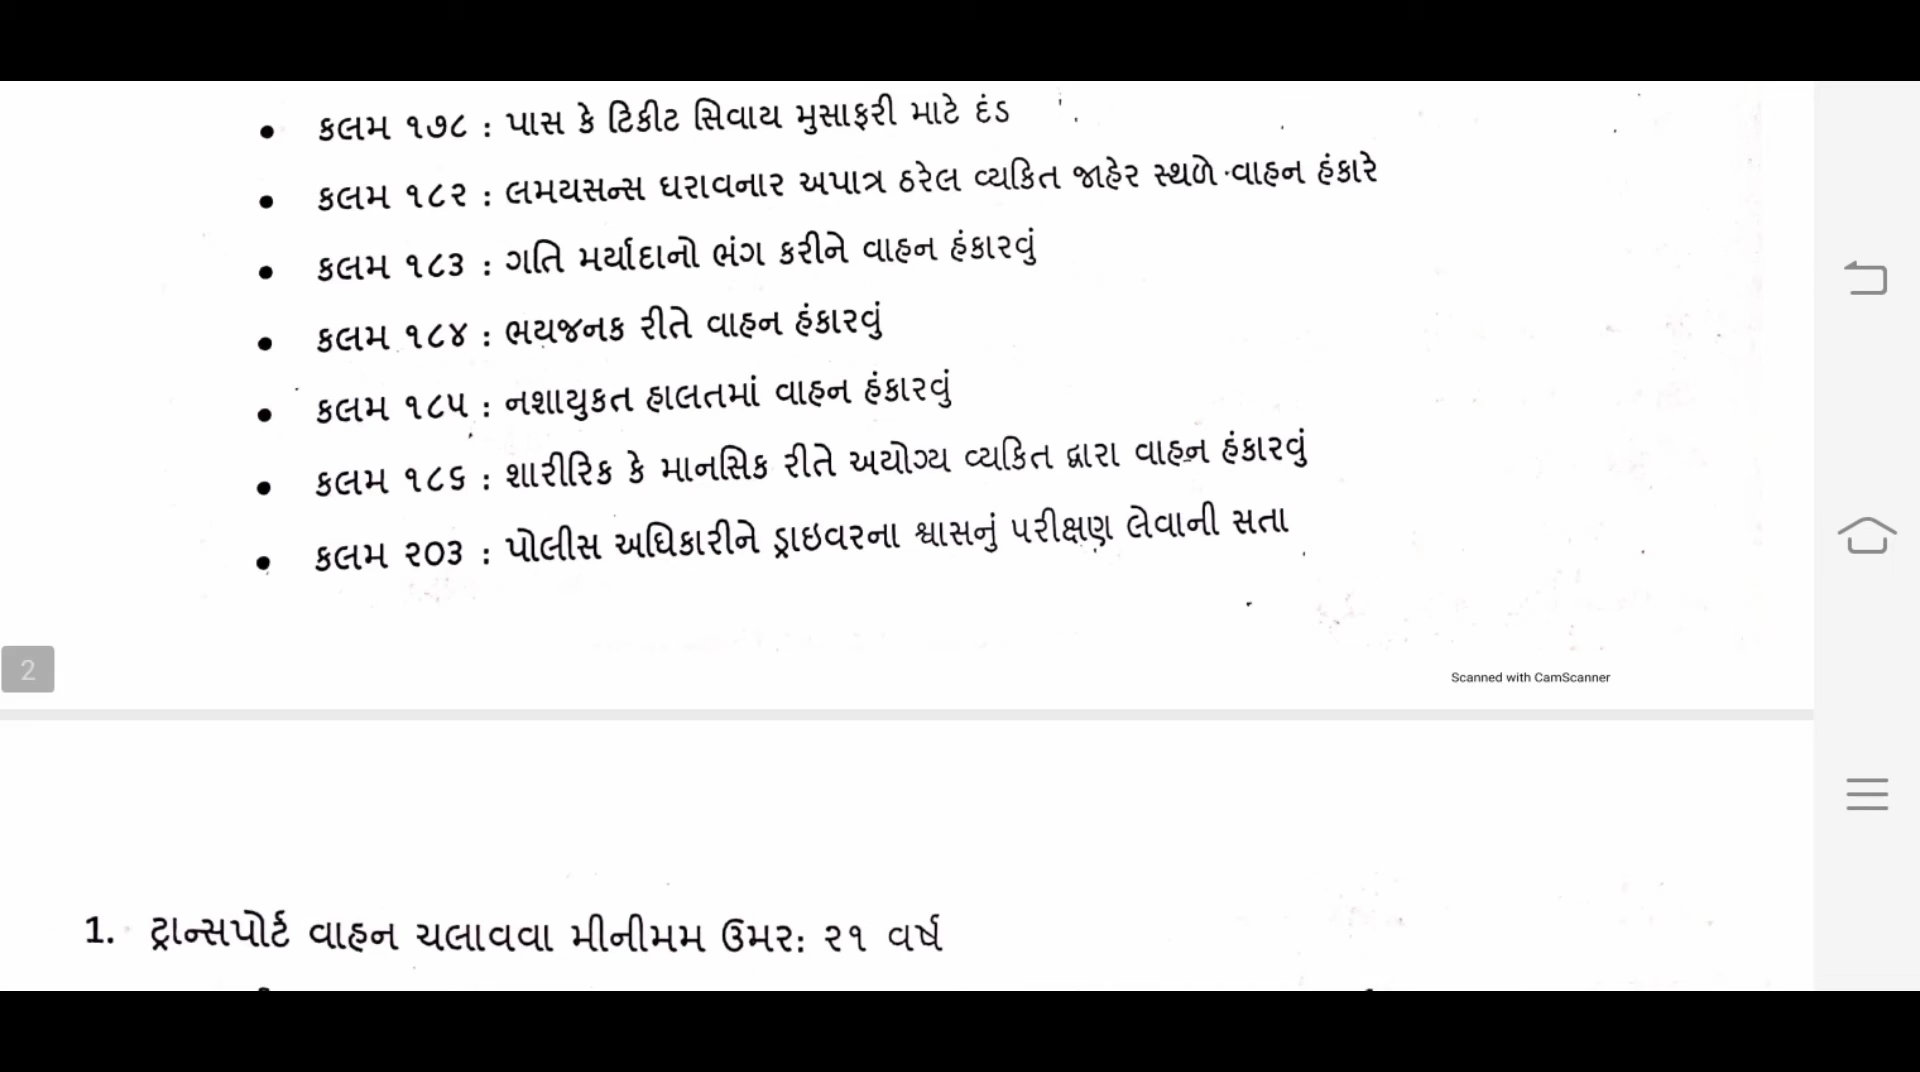 • કલમ ૧૭૮ : પાસ કે ટિકીટ સિવાય મુસાફરી માટે દંડ
• કલમ ૧૮૨ : લમયસન્સ ધરાવનાર અપાત્ર ઠરેલ વ્યકિત જાહેર સ્થળે વાહન હંકારે
• કલમ ૧૮૩ : ગતિ મર્યાદાનો ભંગ કરીને વાહન હંકારવું
• કલમ ૧૮૪ : ભયજનક રીતે વાહન હંકારવું
• કલમ ૧૮૫ : નશાયુકત હાલતમાં વાહન હંકારવું
• કલમ ૧૮૬ : શારીરિક કે માનસિક રીતે અયોગ્ય વ્યકિત દ્વારા વાહન હંકારવું
• કલમ ૨૦૩ : પોલીસ અધિકારીને ડ્રાઇવરના શ્વાસનું પરીક્ષણ લેવાની સતા
2
Scanned with CamScanner
1. ટ્રાન્સપોર્ટ વાહન ચલાવવા મીનીમમ ઉમર: ૨૧ વર્ષ